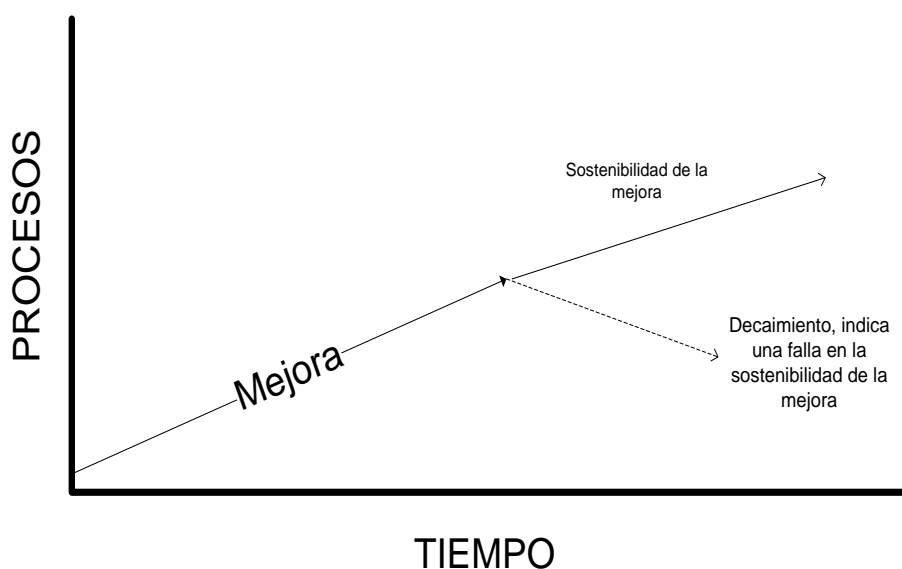 PROCESOS
Sostenibilidad de la
mejora
Mejora
Decaimiento, indica
una falla en la
sostenibilidad de la
mejora
TIEMPO